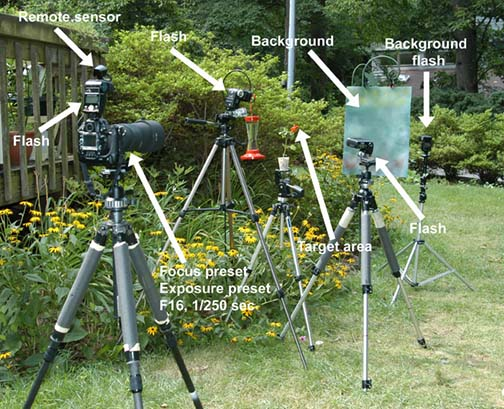 Remote.sensor
Flash
Background
Background
flash
Flash
Flash
Target area
Focus preset
Exposure preset
F16, 1/250 sec